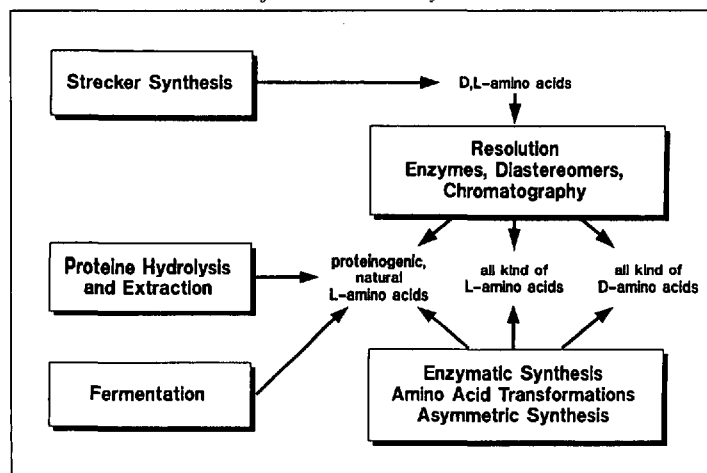 Strecker Synthesis
D,L-amino acids
Resolution
Enzymes, Diastereomers,
Chromatography
Proteine Hydrolysis
and Extraction
proteinogenic,
natural
L-amino acids
all kind of
L-amino acids
all kind of
D-amino acids
Fermentation
Enzymatic Synthesis
Amino Acid Transformations
Asymmetric Synthesis